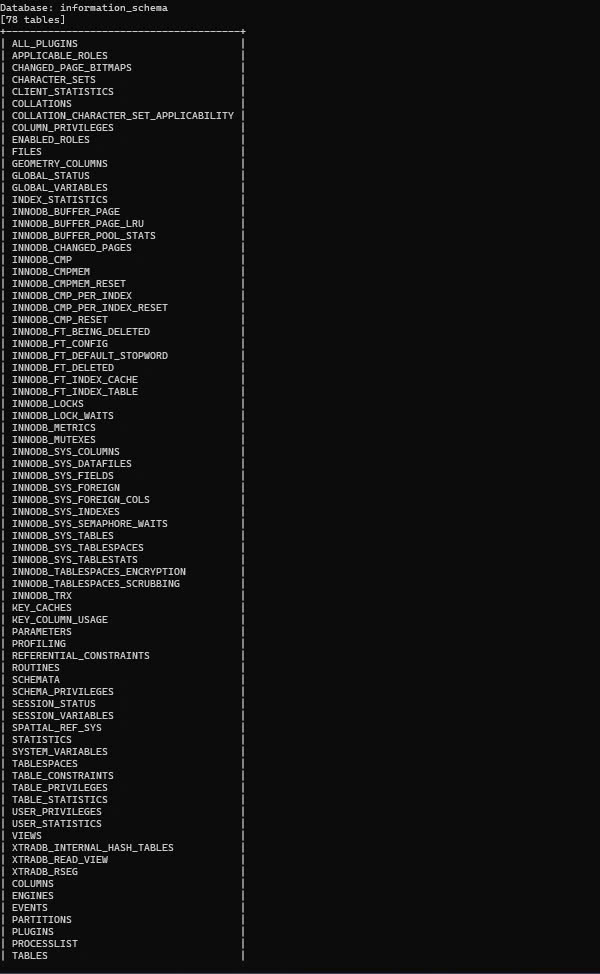 Database: information_schema
[78 tables]
+---------------------------------------+
| ALL_PLUGINS                           |
| APPLICABLE_ROLES                      |
| CHANGED_PAGE_BITMAPS                  |
| CHARACTER_SETS                        |
| CLIENT_STATISTICS                     |
| COLLATIONS                            |
| COLLATION_CHARACTER_SET_APPLICABILITY |
| COLUMN_PRIVILEGES                     |
| ENABLED_ROLES                         |
| FILES                                 |
| GEOMETRY_COLUMNS                      |
| GLOBAL_STATUS                         |
| GLOBAL_VARIABLES                      |
| INDEX_STATISTICS                      |
| INNODB_BUFFER_PAGE                    |
| INNODB_BUFFER_PAGE_LRU                |
| INNODB_BUFFER_POOL_STATS              |
| INNODB_CHANGED_PAGES                  |
| INNODB_CMP                            |
| INNODB_CMPMEM                         |
| INNODB_CMPMEM_RESET                   |
| INNODB_CMP_PER_INDEX                  |
| INNODB_CMP_PER_INDEX_RESET            |
| INNODB_CMP_RESET                      |
| INNODB_FT_BEING_DELETED               |
| INNODB_FT_CONFIG                      |
| INNODB_FT_DEFAULT_STOPWORD            |
| INNODB_FT_DELETED                     |
| INNODB_FT_INDEX_CACHE                 |
| INNODB_FT_INDEX_TABLE                 |
| INNODB_LOCKS                          |
| INNODB_LOCK_WAITS                     |
| INNODB_METRICS                        |
| INNODB_MUTEXES                        |
| INNODB_SYS_COLUMNS                    |
| INNODB_SYS_DATAFILES                  |
| INNODB_SYS_FIELDS                     |
| INNODB_SYS_FOREIGN                    |
| INNODB_SYS_FOREIGN_COLS               |
| INNODB_SYS_INDEXES                    |
| INNODB_SYS_SEMAPHORE_WAITS            |
| INNODB_SYS_TABLES                     |
| INNODB_SYS_TABLESPACES                |
| INNODB_SYS_TABLESTATS                 |
| INNODB_TABLESPACES_ENCRYPTION         |
| INNODB_TABLESPACES_SCRUBBING          |
| INNODB_TRX                            |
| KEY_CACHES                            |
| KEY_COLUMN_USAGE                      |
| PARAMETERS                            |
| PROFILING                             |
| REFERENTIAL_CONSTRAINTS               |
| ROUTINES                              |
| SCHEMATA                              |
| SCHEMA_PRIVILEGES                     |
| SESSION_STATUS                        |
| SESSION_VARIABLES                     |
| SPATIAL_REF_SYS                       |
| STATISTICS                            |
| SYSTEM_VARIABLES                      |
| TABLESPACES                           |
| TABLE_CONSTRAINTS                     |
| TABLE_PRIVILEGES                      |
| TABLE_STATISTICS                      |
| USER_PRIVILEGES                       |
| USER_STATISTICS                       |
| VIEWS                                 |
| XTRADB_INTERNAL_HASH_TABLES           |
| XTRADB_READ_VIEW                      |
| XTRADB_RSEG                           |
| COLUMNS                               |
| ENGINES                               |
| EVENTS                                |
| PARTITIONS                            |
| PLUGINS                               |
| PROCESSLIST                           |
| TABLES                                |